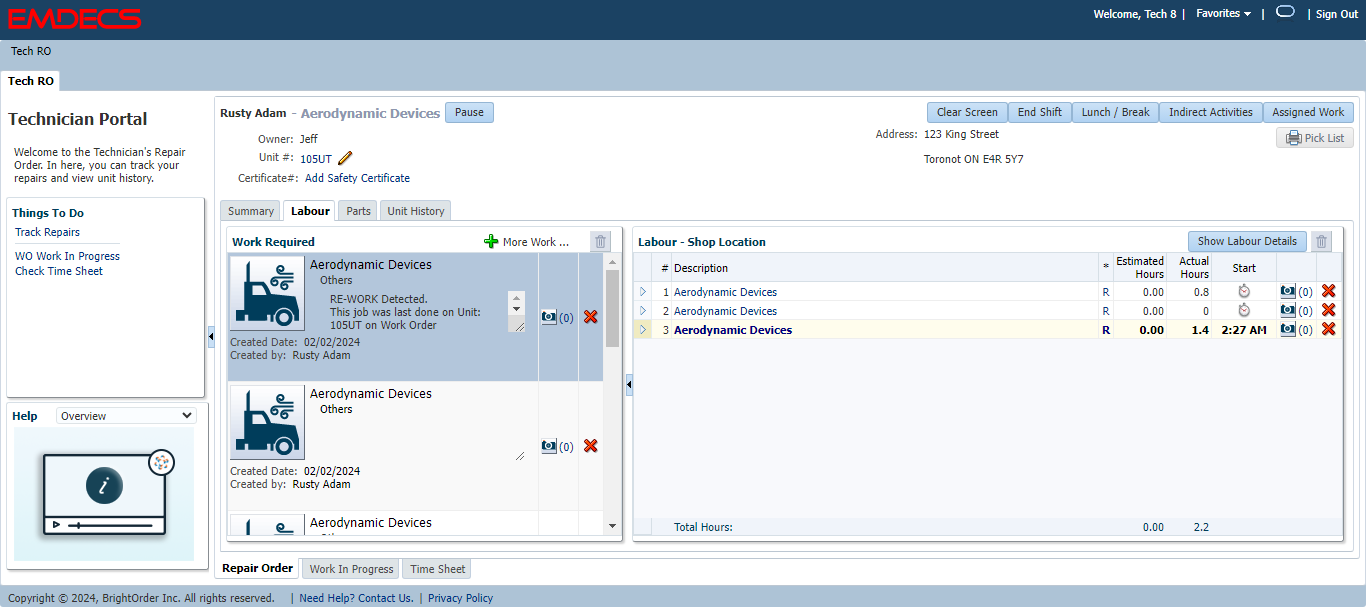 EMDECS
Welcome, Tech 8 | Favorites | | Sign Out
Tech RO
Tech RO
Technician Portal
Welcome to the Technician's Repair
Order. In here, you can track your
repairs and view unit history.
Things To Do
Track Repairs
WO Work In Progress
Check Time Sheet
Help Overview
i
Rusty Adam - Aerodynamic Devices Pause
Clear Screen End Shift Lunch / Break Indirect Activities Assigned Work
Owner: Jeff
Unit #: 105UT
Certificate#: Add Safety Certificate
Address: 123 King Street
Toronot ON E4R 5Y7
Pick List
Summary Labour Parts Unit History
Work Required More Work ...
Aerodynamic Devices
Others
RE-WORK Detected.
This job was last done on Unit:
105UT on Work Order
(0)
Created Date: 02/02/2024
Created by: Rusty Adam
Aerodynamic Devices
Others
(0)
Created Date: 02/02/2024
Created by: Rusty Adam
Aerodynamic Devices
Labour - Shop Location Show Labour Details
# Description * Estimated Hours Actual Hours Start
1 Aerodynamic Devices R 0.00 0.8 (0)
2 Aerodynamic Devices R 0.00 0 (0)
3 Aerodynamic Devices R 0.00 1.4 2:27 AM (0)
Total Hours: 0.00 2.2
Repair Order Work In Progress Time Sheet
Copyright © 2024, BrightOrder Inc. All rights reserved. | Need Help? Contact Us. | Privacy Policy